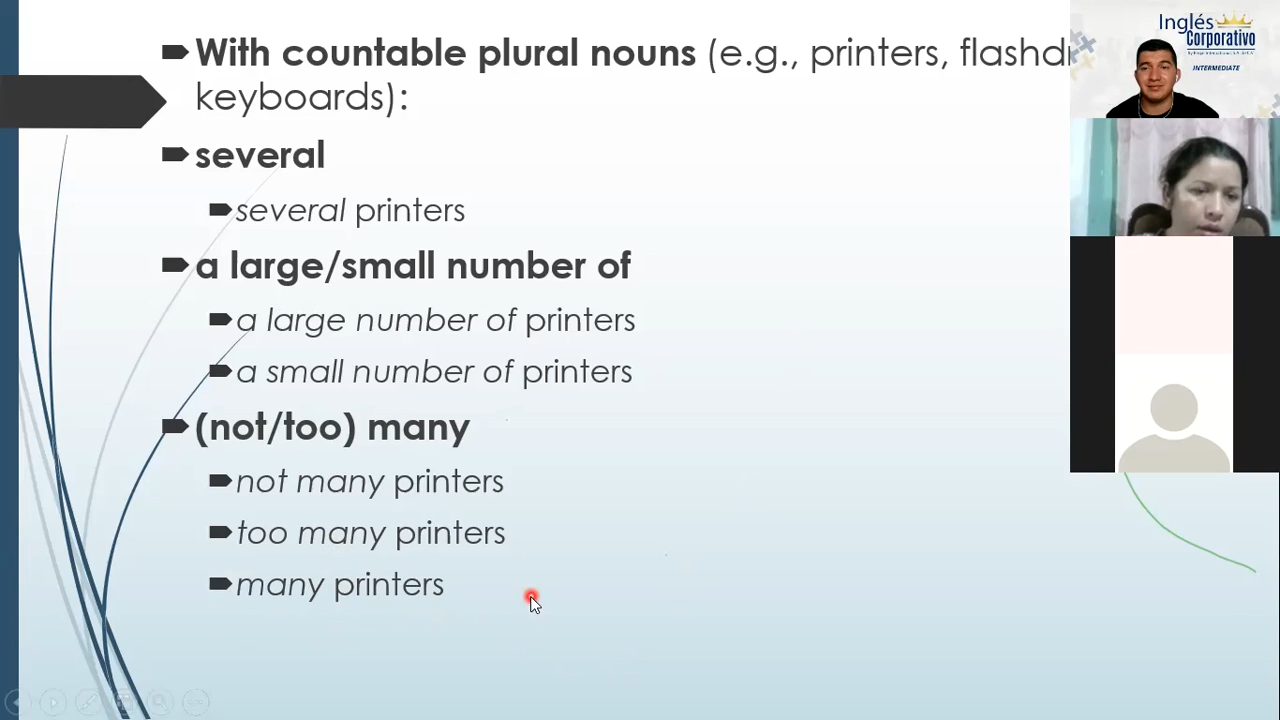 With countable plural nouns (e.g., printers,
keyboards):
several
several printers
a large/small number of
a large number of printers
a small number of printers
(not/too) many
not many printers
too many printers
many printers
Inglés
Corporativo
INTERMEDIATE